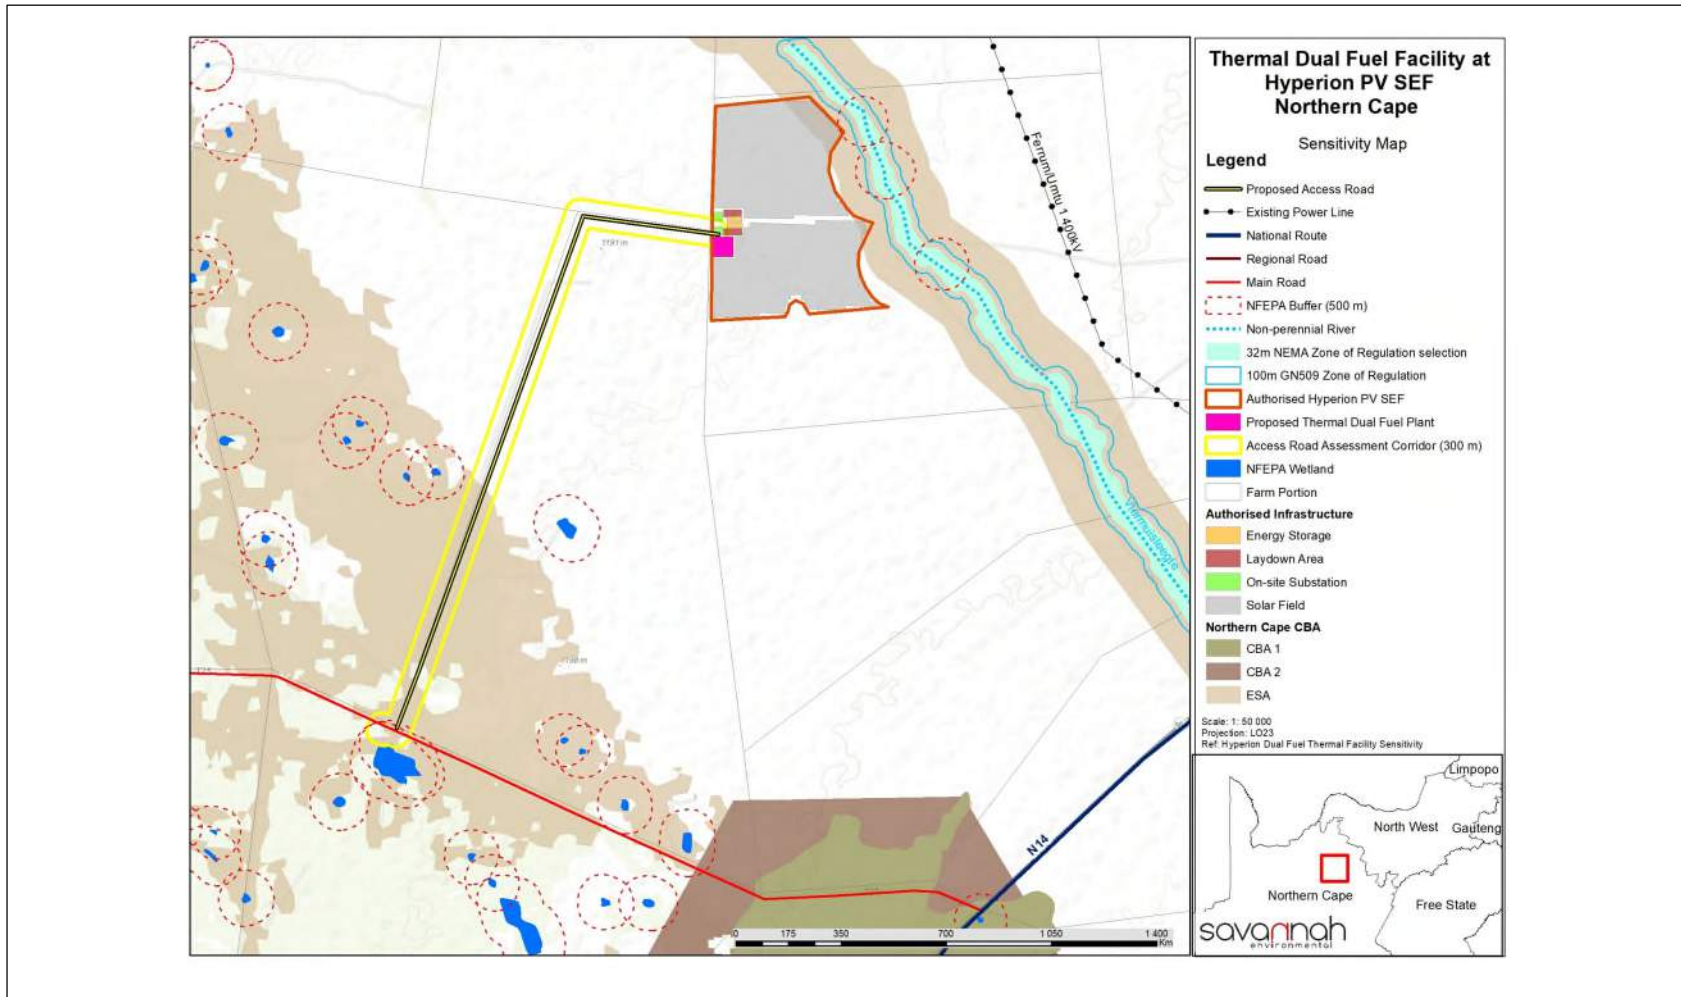 Thermal Dual Fuel Facility at
Hyperion PV SEF
Northern Cape
Sensitivity Map
Legend
Proposed Access Road
Existing Power Line
National Route
Regional Road
Main Road
NFEPA Buffer (500 m)
Non-perennial River
32m NEMA Zone of Regulation selection
100m GN509 Zone of Regulation
Authorised Hyperion PV SEF
Proposed Thermal Dual Fuel Plant
Access Road Assessment Corridor (300 m)
NFEPA Wetland
Farm Portion
Authorised Infrastructure
Energy Storage
Laydown Area
On-site Substation
Solar Field
Northern Cape CBA
CBA 1
CBA 2
ESA
Scale: 1: 50 000
Projection: LO23
Ref: Hyperion Dual Fuel Thermal Facility Sensitivity
Limpopo
North West
Gauteng
Northern Cape
Free State
savannah
environmental
Ferrum/Umtu 1 400kV
1191 m
N14
0 175 350 700 1 050 1 400
Km